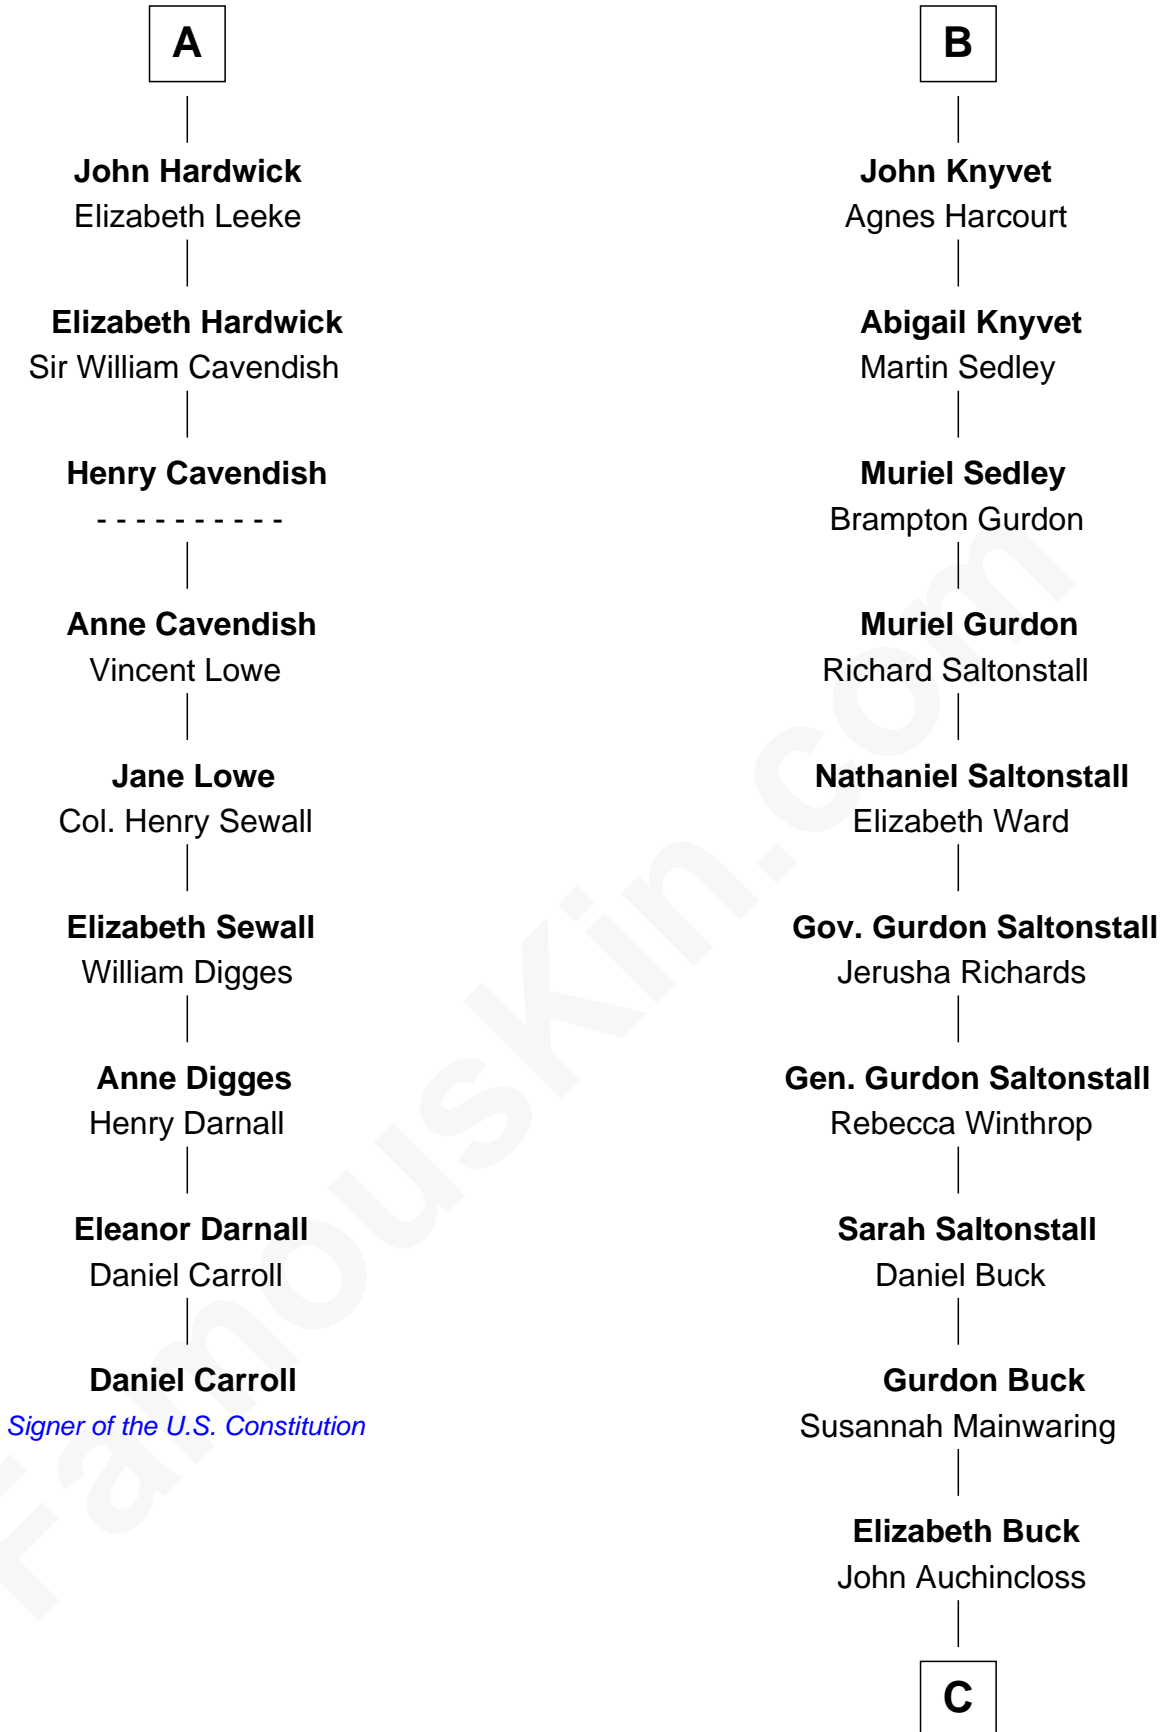 A
John Hardwick
Elizabeth Leeke
Elizabeth Hardwick
Sir William Cavendish
Henry Cavendish
- - - - - - - - - -
Anne Cavendish
Vincent Lowe
Jane Lowe
Col. Henry Sewall
Elizabeth Sewall
William Digges
Anne Digges
Henry Darnall
Eleanor Darnall
Daniel Carroll
Daniel Carroll
Signer of the U.S. Constitution
B
John Knyvet
Agnes Harcourt
Abigail Knyvet
Martin Sedley
Muriel Sedley
Brampton Gurdon
Muriel Gurdon
Richard Saltonstall
Nathaniel Saltonstall
Elizabeth Ward
Gov. Gurdon Saltonstall
Jerusha Richards
Gen. Gurdon Saltonstall
Rebecca Winthrop
Sarah Saltonstall
Daniel Buck
Gurdon Buck
Susannah Mainwaring
Elizabeth Buck
John Auchincloss
C
FamousKin.com